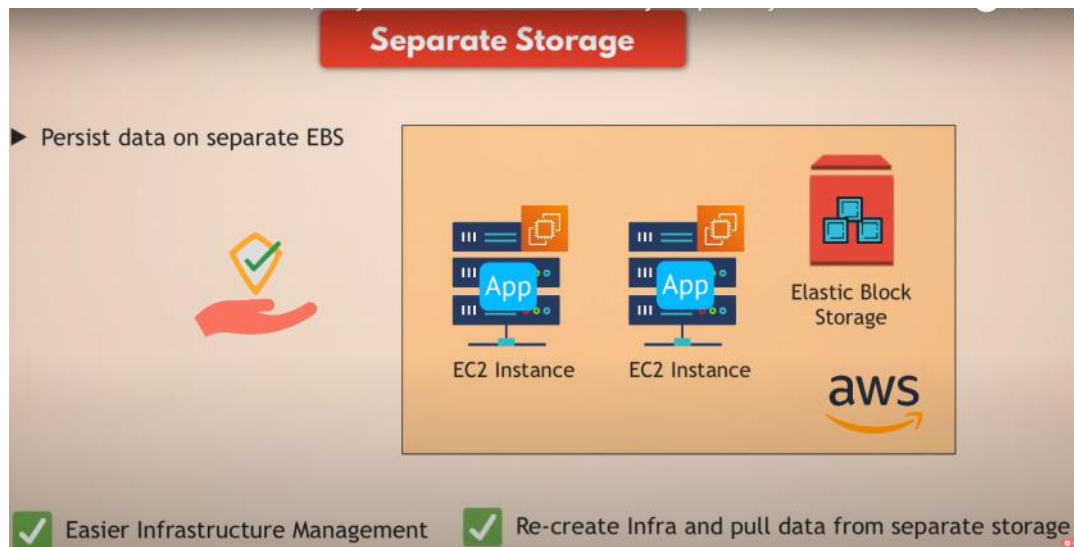 Separate Storage
▶ Persist data on separate EBS
App
App
Elastic Block
Storage
EC2 Instance
EC2 Instance
aws
Easier Infrastructure Management
Re-create Infra and pull data from separate storage